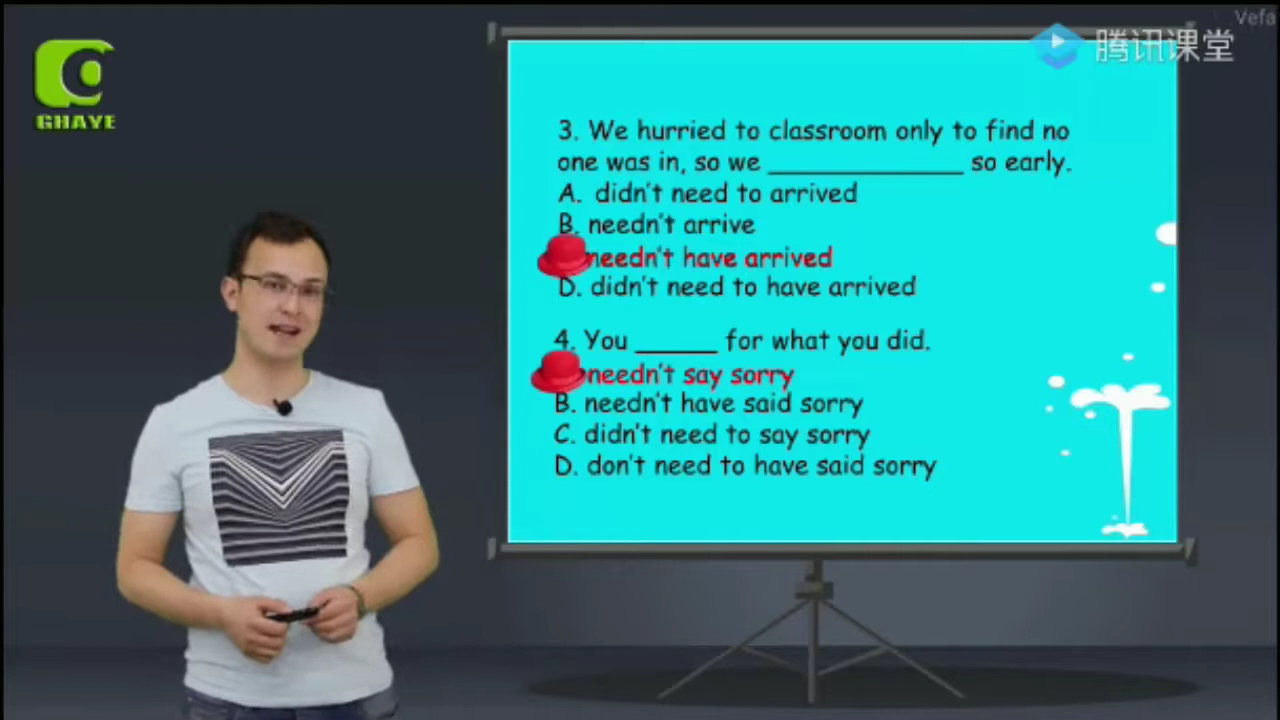 Vefa
腾讯课堂
GHAYE
3. We hurried to classroom only to find no
one was in, so we ____________ so early.
A. didn't need to arrived
B. needn't arrive
needn't have arrived
D. didn't need to have arrived
4. You _____ for what you did.
needn't say sorry
B. needn't have said sorry
C. didn't need to say sorry
D. don't need to have said sorry